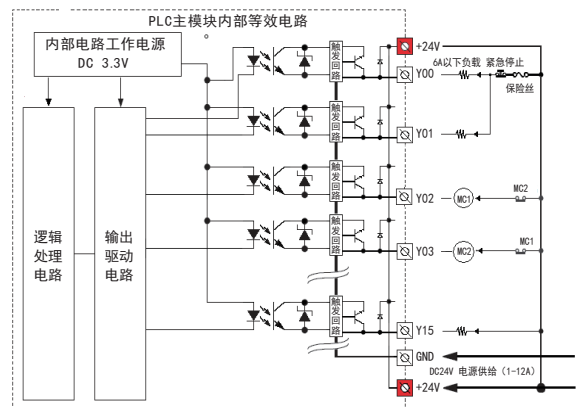 PLC主模块内部等效电路
内部电路工作电源
DC 3.3V
逻辑
处理
电路
输出
驱动
电路
触发回路
触发回路
触发回路
触发回路
触发回路
+24V
6A以下负载 紧急停止
Y00
保险丝
Y01
MC2
Y02
MC1
MC1
Y03
MC2
Y15
GND
DC24V 电源供给（1-12A）
+24V